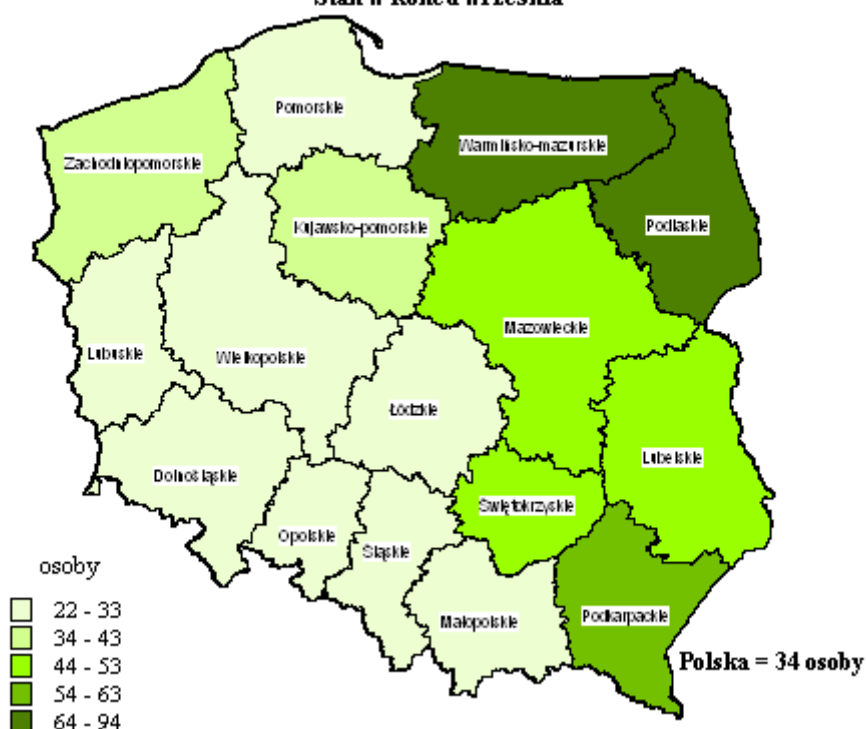 Stan w końcu września
Pomorskie
Warmińsko-mazurskie
Zachodniopomorskie
Kujawsko-pomorskie
Podlaskie
Mazowieckie
Lubuskie
Wielkopolskie
Łódzkie
Dolnośląskie
Lubelskie
Świętokrzyskie
Opolskie
Śląskie
Małopolskie
Podkarpackie
Polska = 34 osoby
osoby
22 - 33
34 - 43
44 - 53
54 - 63
64 - 94